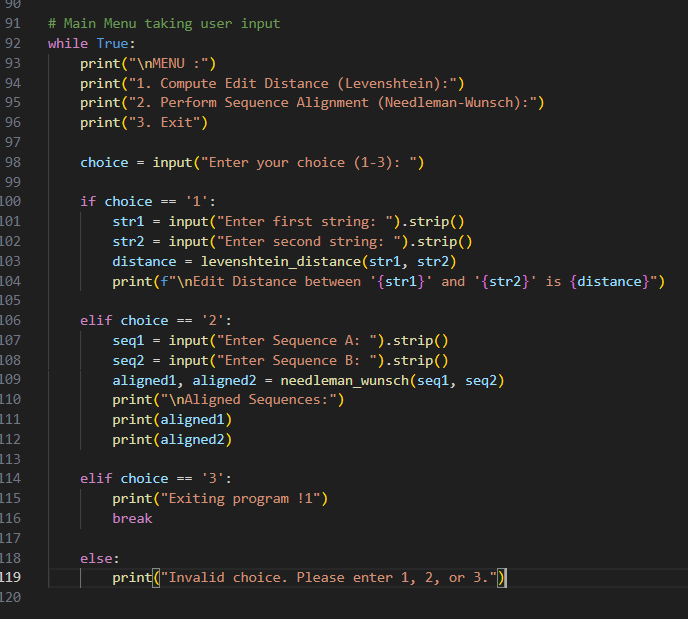 90
91 # Main Menu taking user input
92 while True:
93     print("\nMENU :")
94     print("1. Compute Edit Distance (Levenshtein):")
95     print("2. Perform Sequence Alignment (Needleman-Wunsch):")
96     print("3. Exit")
97
98     choice = input("Enter your choice (1-3): ")
99
100     if choice == '1':
101         str1 = input("Enter first string: ").strip()
102         str2 = input("Enter second string: ").strip()
103         distance = levenshtein_distance(str1, str2)
104         print(f"\nEdit Distance between '{str1}' and '{str2}' is {distance}")
105
106     elif choice == '2':
107         seq1 = input("Enter Sequence A: ").strip()
108         seq2 = input("Enter Sequence B: ").strip()
109         aligned1, aligned2 = needleman_wunsch(seq1, seq2)
110         print("\nAligned Sequences:")
111         print(aligned1)
112         print(aligned2)
113
114     elif choice == '3':
115         print("Exiting program !1")
116         break
117
118     else:
119         print("Invalid choice. Please enter 1, 2, or 3.")
120